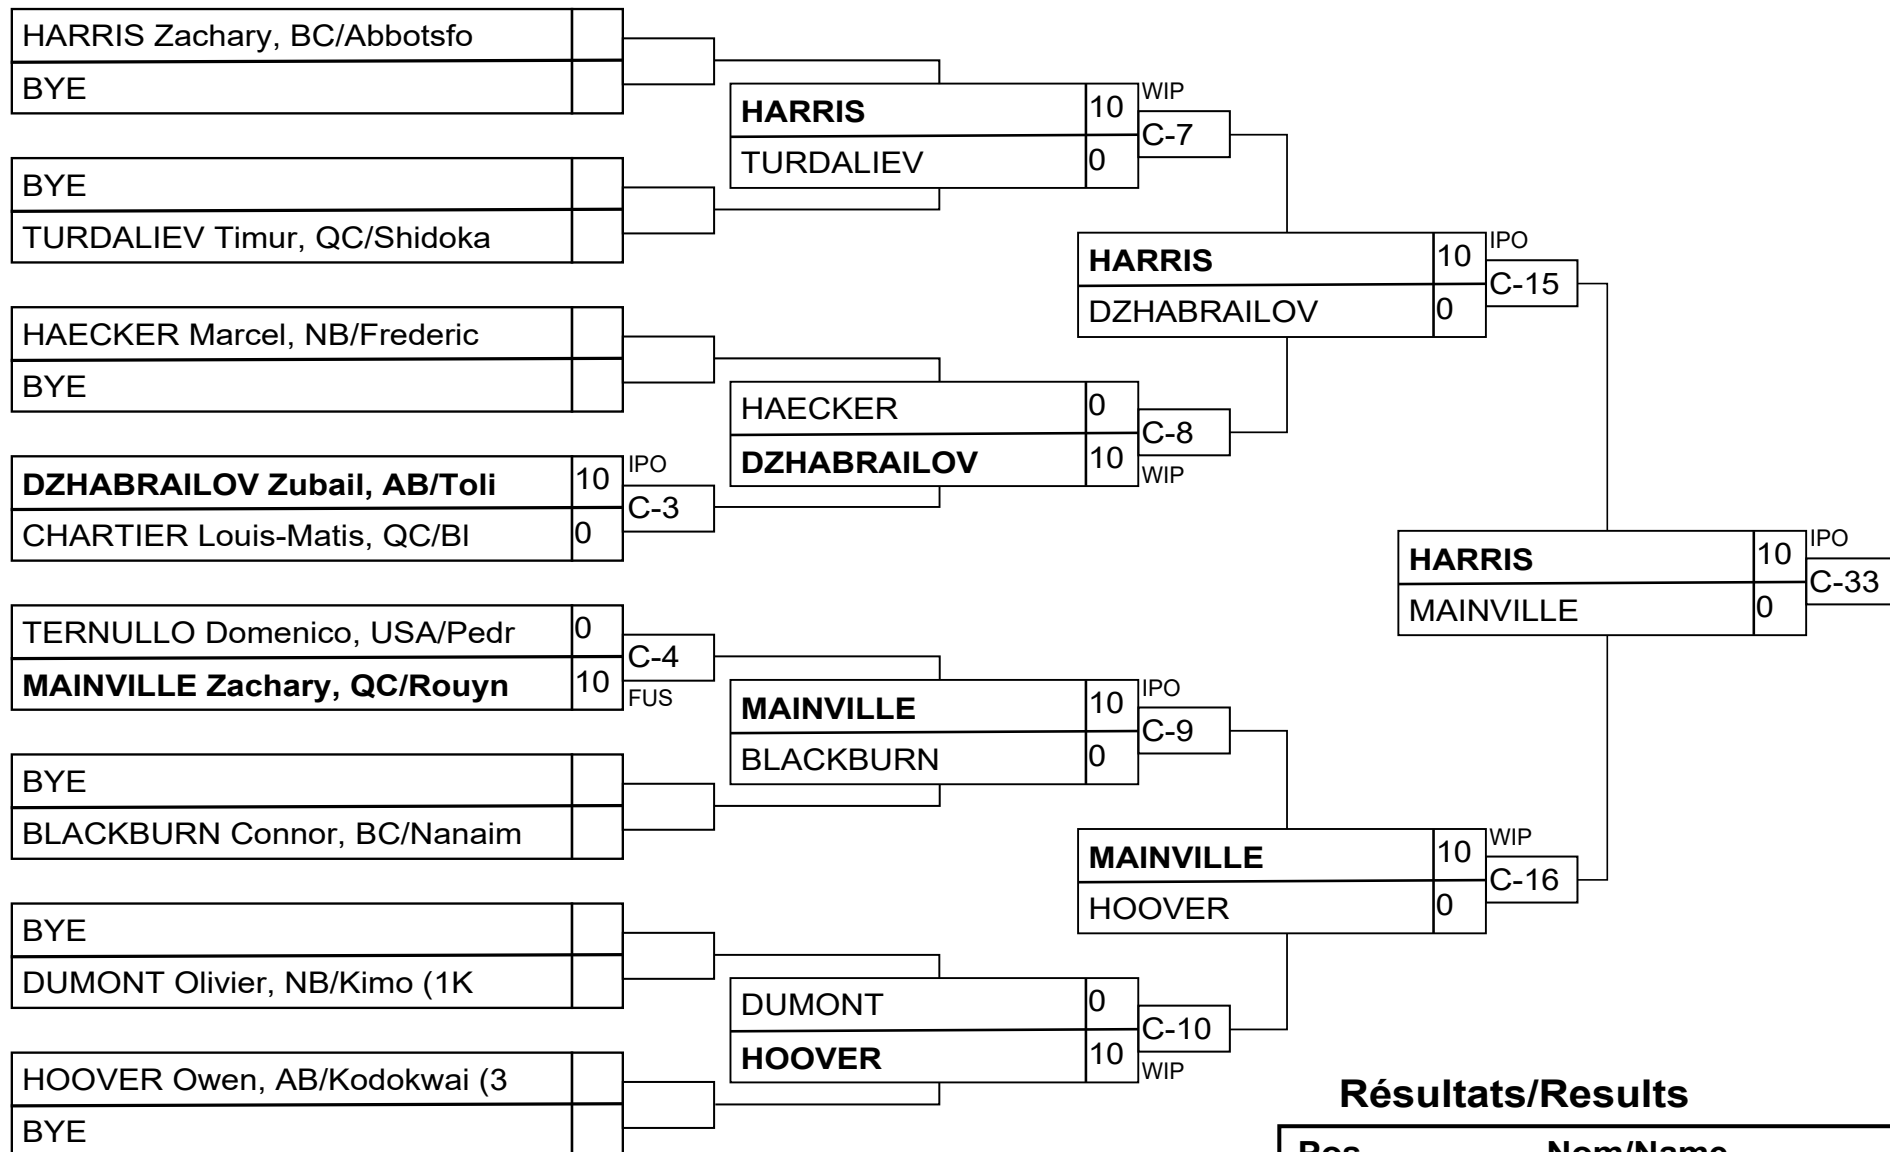 HARRIS Zachary, BC/Abbotsfo
BYE
BYE
TURDALIEV Timur, QC/Shidoka
HAECKER Marcel, NB/Frederic
BYE
DZHABRAILOV Zubail, AB/Toli 10 IPO
C-3
CHARTIER Louis-Matis, QC/Bl 0
TERNULLO Domenico, USA/Pedr 0
C-4
MAINVILLE Zachary, QC/Rouyn 10 FUS
BYE
BLACKBURN Connor, BC/Nanaim
BYE
DUMONT Olivier, NB/Kimo (1K
HOOVER Owen, AB/Kodokwai (3
BYE
HARRIS 10 WIP
C-7
TURDALIEV 0
HAECKER 0
C-8
DZHABRAILOV 10 WIP
MAINVILLE 10 IPO
C-9
BLACKBURN 0
DUMONT 0
C-10
HOOVER 10 WIP
HARRIS 10 IPO
C-15
DZHABRAILOV 0
MAINVILLE 10 WIP
C-16
HOOVER 0
HARRIS 10 IPO
C-33
MAINVILLE 0
Résultats/Results
Pos Nom/Name